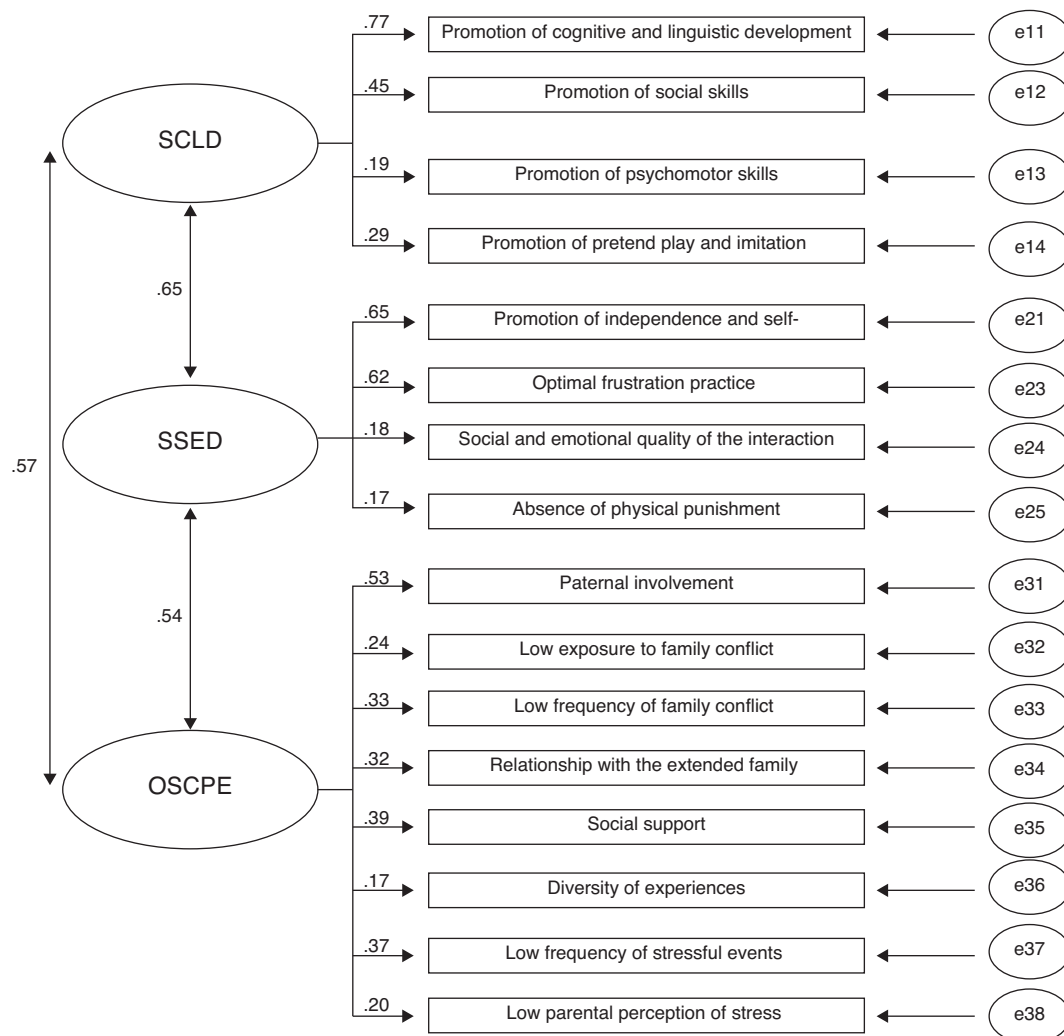 .77 Promotion of cognitive and linguistic development e11
.45 Promotion of social skills e12
SCLD
.19 Promotion of psychomotor skills e13
.29 Promotion of pretend play and imitation e14
.65
.65 Promotion of independence and self- e21
.62 Optimal frustration practice e23
SSED
.18 Social and emotional quality of the interaction e24
.57
.17 Absence of physical punishment e25
.53 Paternal involvement e31
.54
.24 Low exposure to family conflict e32
.33 Low frequency of family conflict e33
.32 Relationship with the extended family e34
OSCPE
.39 Social support e35
.17 Diversity of experiences e36
.37 Low frequency of stressful events e37
.20 Low parental perception of stress e38